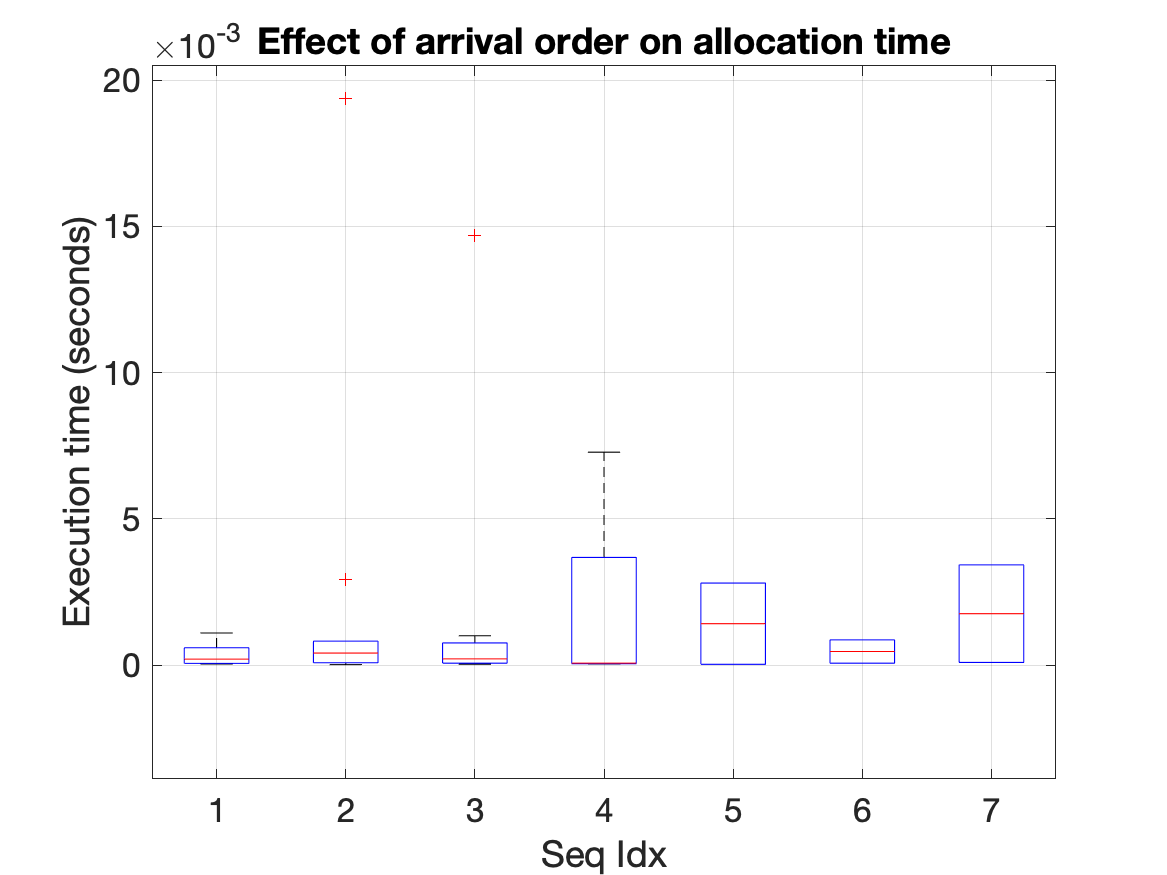 ×10⁻³ Effect of arrival order on allocation time
Execution time (seconds)
20
15
10
5
0
1 2 3 4 5 6 7
Seq Idx